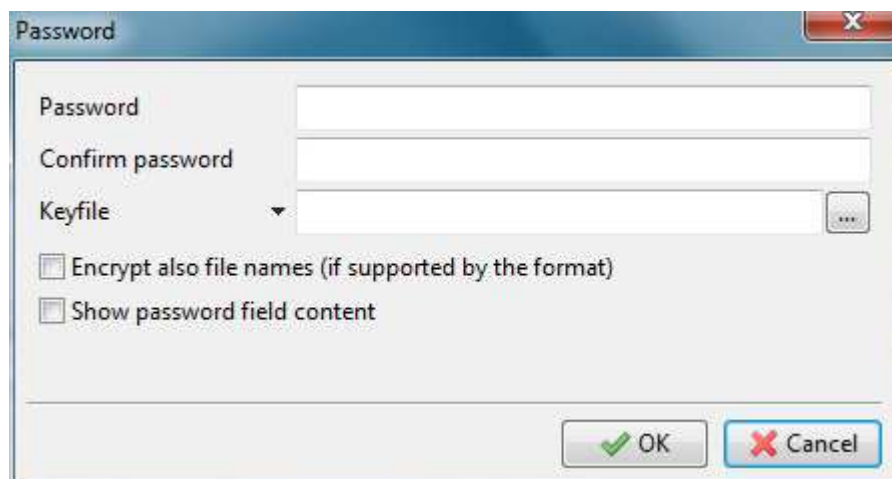 Password
Password
Confirm password
Keyfile
...
Encrypt also file names (if supported by the format)
Show password field content
OK
Cancel